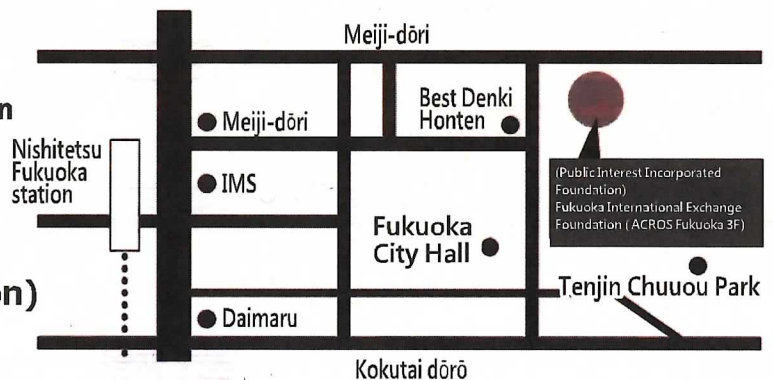 Meiji-dōri
n
Nishitetsu
Fukuoka
station
Meiji-dōri
Best Denki
Honten
IMS
(Public Interest Incorporated
Foundation)
Fukuoka International Exchange
Foundation ( ACROS Fukuoka 3F)
Fukuoka
City Hall
on)
Tenjin Chuuou Park
Daimaru
Kokutai dōrō